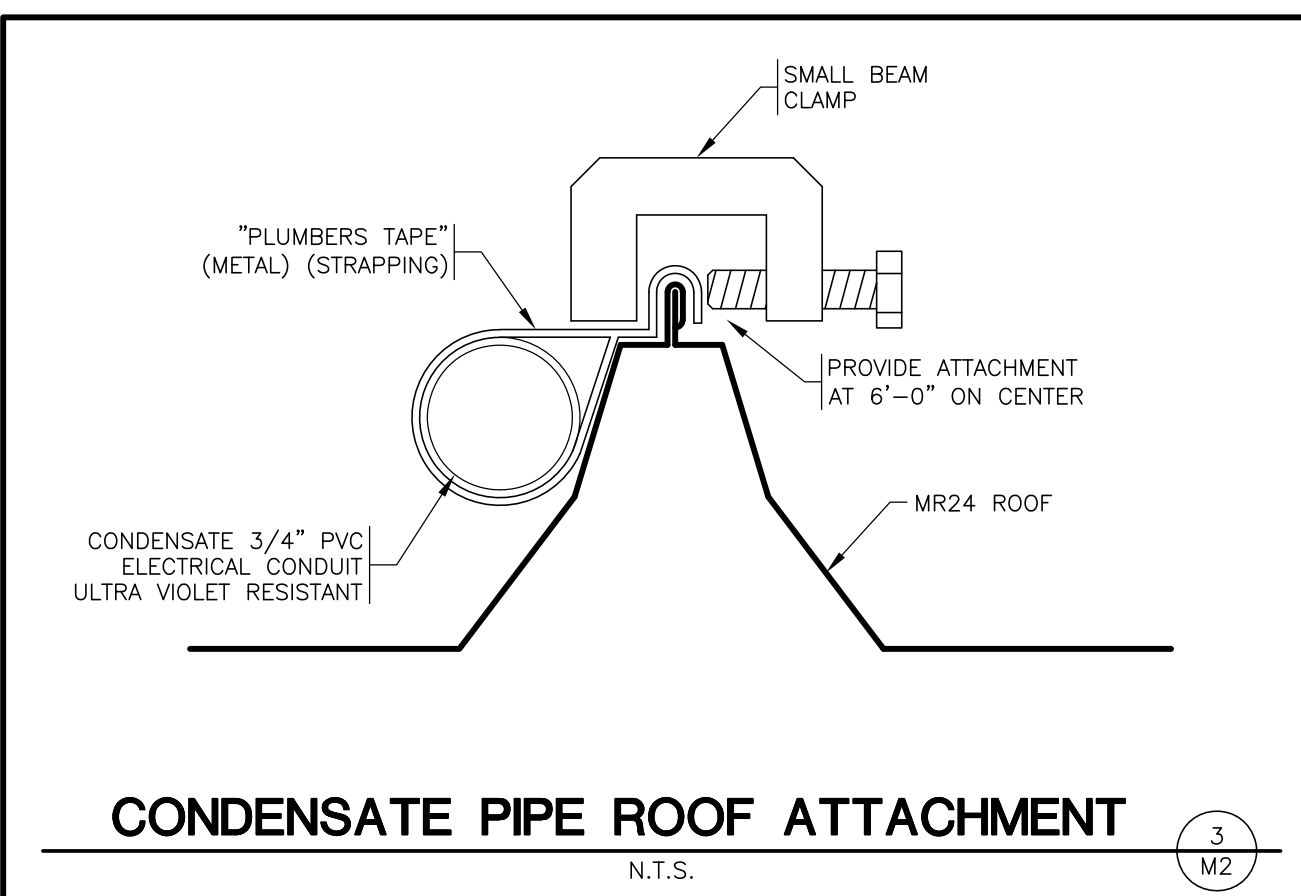 SMALL BEAM
CLAMP
"PLUMBERS TAPE"
(METAL) (STRAPPING)
PROVIDE ATTACHMENT
AT 6'-0" ON CENTER
MR24 ROOF
CONDENSATE 3/4" PVC
ELECTRICAL CONDUIT
ULTRA VIOLET RESISTANT
CONDENSATE PIPE ROOF ATTACHMENT
N.T.S.
3
M2